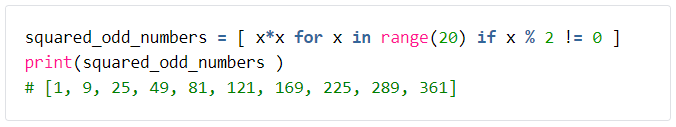 squared_odd_numbers = [ x*x for x in range(20) if x % 2 != 0 ]
print(squared_odd_numbers )
# [1, 9, 25, 49, 81, 121, 169, 225, 289, 361]